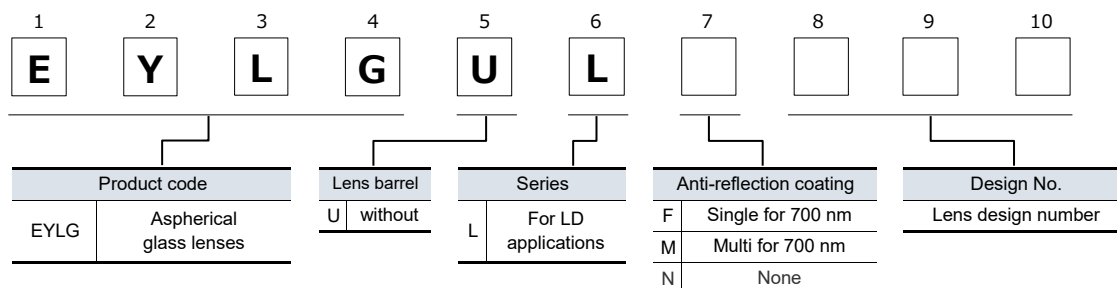 1 2 3 4 5 6 7 8 9 10
E Y L G U L
Product code
EYLG Aspherical
glass lenses
Lens barrel
U without
Series
L For LD
applications
Anti-reflection coating
F Single for 700 nm
M Multi for 700 nm
N None
Design No.
Lens design number